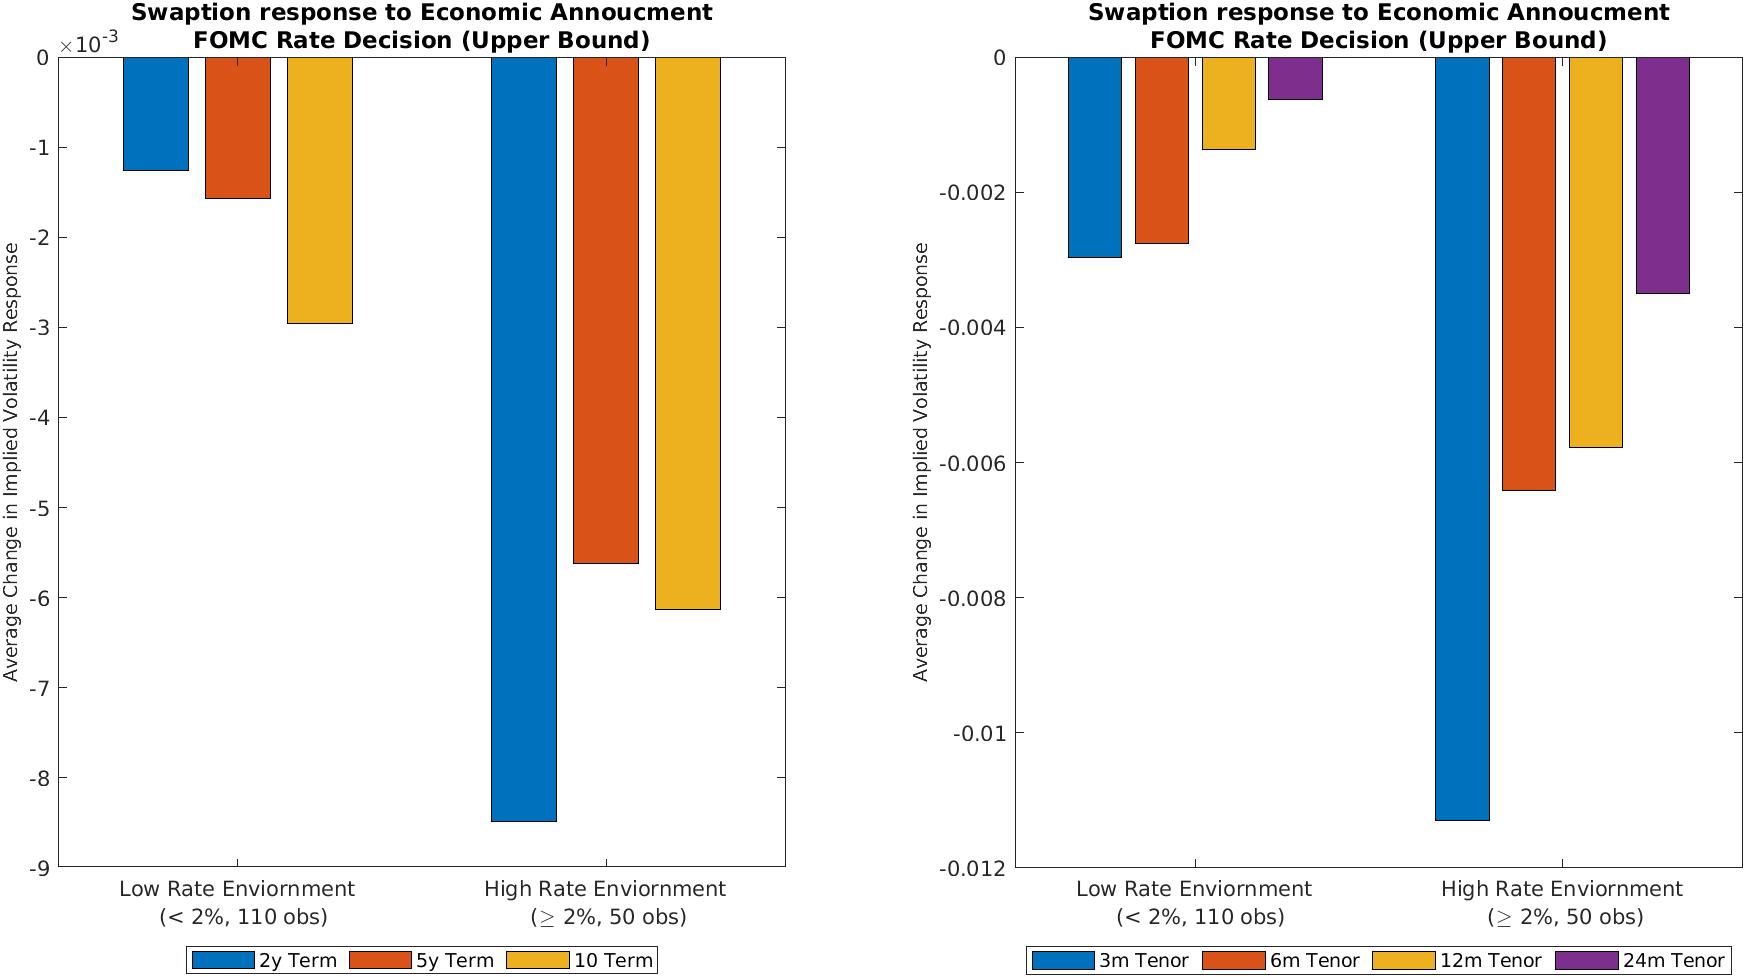 Swaption response to Economic Annoucment
FOMC Rate Decision (Upper Bound)
×10-3
0
-1
-2
-3
-4
-5
-6
-7
-8
-9
Average Change in Implied Volatility Response
Low Rate Enviornment
(< 2%, 110 obs)
High Rate Enviornment
(≥ 2%, 50 obs)
2y Term 5y Term 10 Term
Swaption response to Economic Annoucment
FOMC Rate Decision (Upper Bound)
0
-0.002
-0.004
-0.006
-0.008
-0.01
-0.012
Average Change in Implied Volatility Response
Low Rate Enviornment
(< 2%, 110 obs)
High Rate Enviornment
(≥ 2%, 50 obs)
3m Tenor 6m Tenor 12m Tenor 24m Tenor